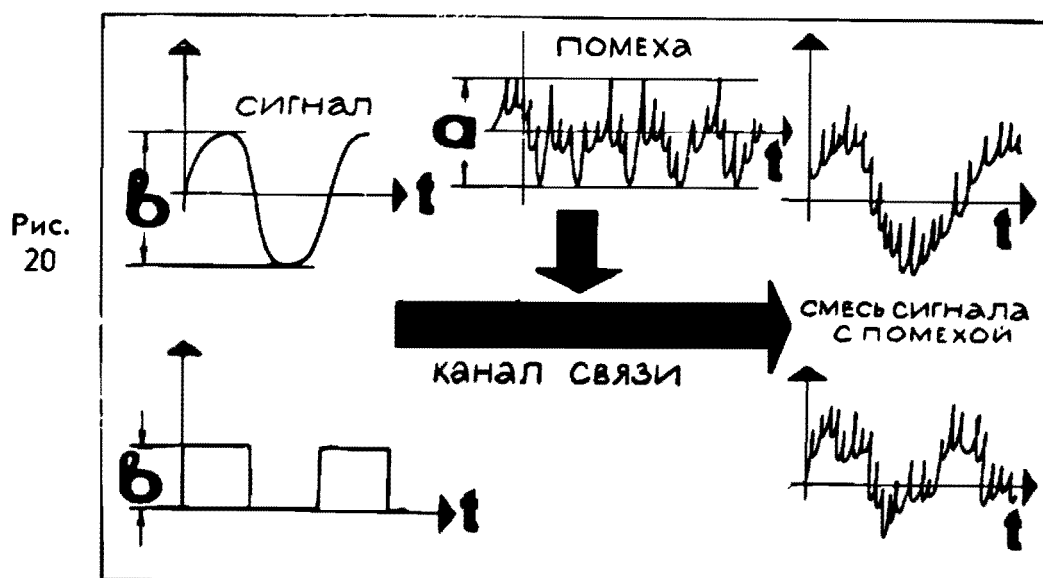 Рис.
20
сигнал
в
t
помеха
а
t
t
канал связи
смесь сигнала
с помехой
в
t
t